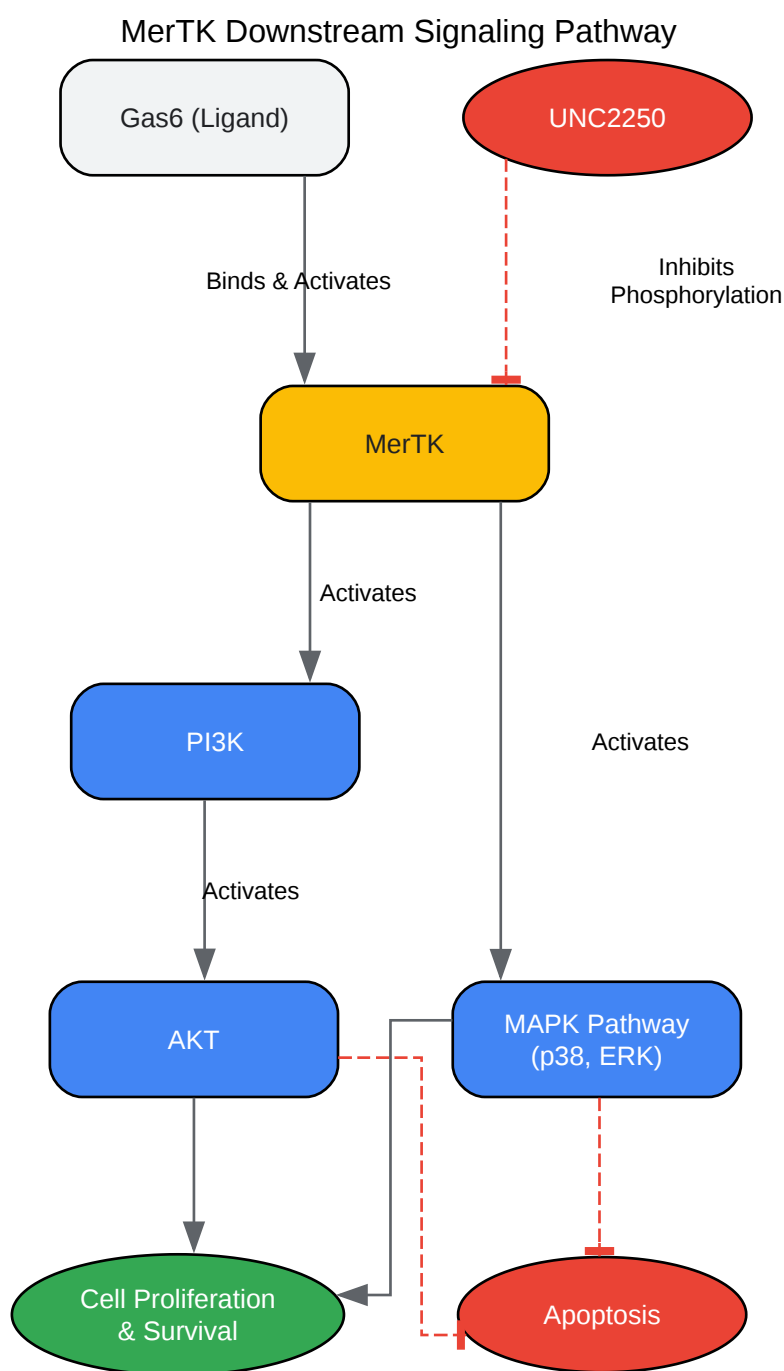 MerTK Downstream Signaling Pathway
Gas6 (Ligand)
UNC2250
Binds & Activates
Inhibits
Phosphorylation
MerTK
Activates
PI3K
Activates
Activates
AKT
MAPK Pathway
(p38, ERK)
Cell Proliferation
& Survival
Apoptosis